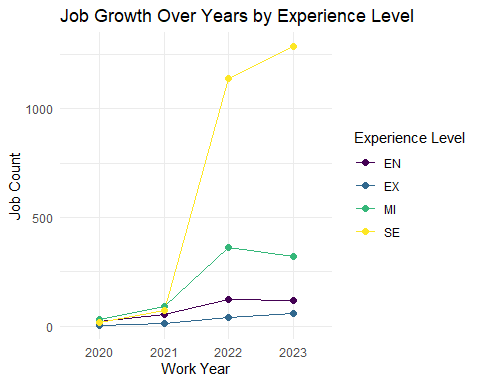 Job Growth Over Years by Experience Level
Job Count
1000
500
0
2020 2021 2022 2023
Work Year
Experience Level
EN
EX
MI
SE